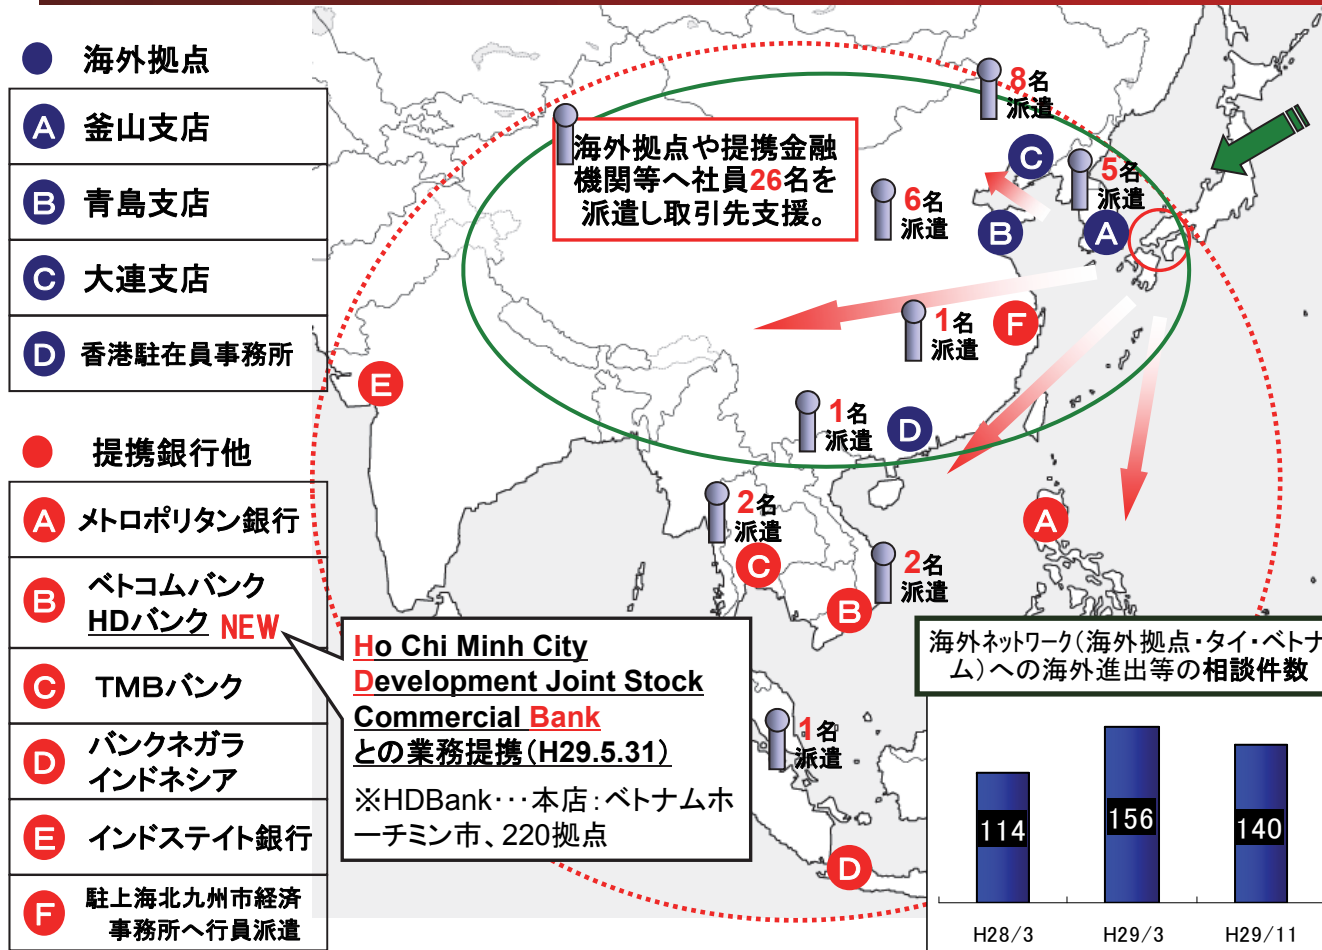 海外拠点
A 釜山支店
B 青島支店
C 大連支店
D 香港駐在員事務所
提携銀行他
A メトロポリタン銀行
B ベトコムバンク
HDバンク NEW
C TMBバンク
D バンクネガラ
インドネシア
E インドステイト銀行
F 駐上海北九州市経済
事務所へ行員派遣
海外拠点や提携金融
機関等へ社員26名を
派遣し取引先支援。
8名
派遣
C
5名
派遣
6名
派遣
B
A
1名
派遣
F
E
1名
派遣
D
2名
派遣
C
A
2名
派遣
B
1名
派遣
D
Ho Chi Minh City
Development Joint Stock
Commercial Bank
との業務提携(H29.5.31)
※HDBank…本店:ベトナムホ
ーチミン市、220拠点
海外ネットワーク(海外拠点・タイ・ベトナ
ム)への海外進出等の相談件数
114
156
140
H28/3
H29/3
H29/11